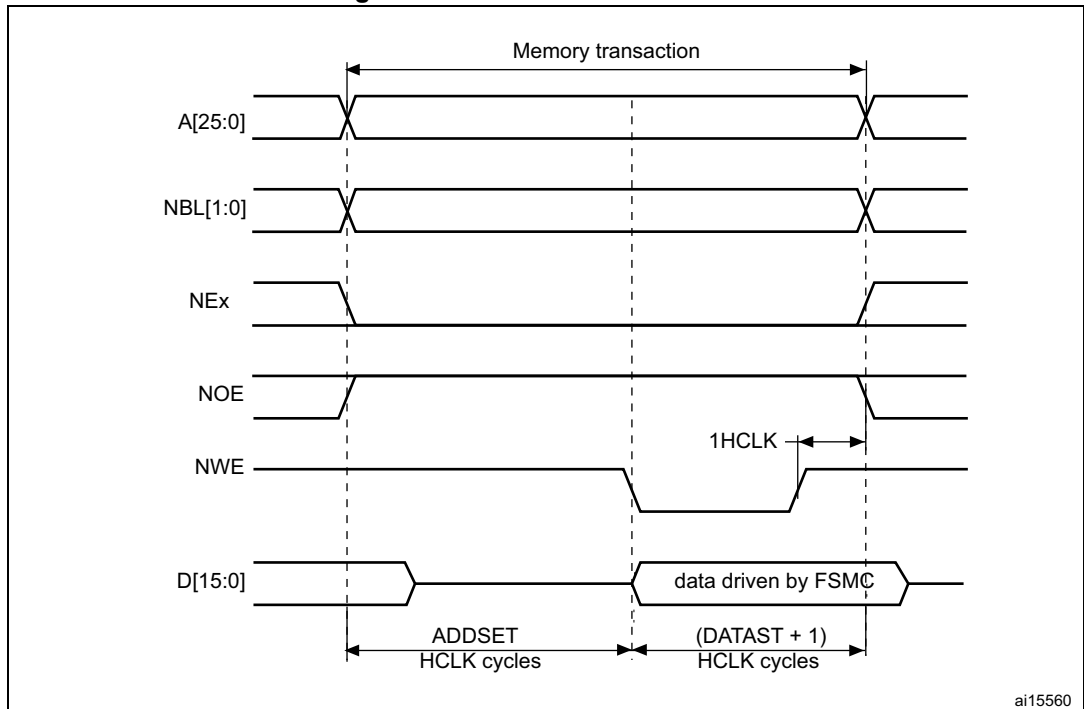 Memory transaction
A[25:0]
NBL[1:0]
NEx
NOE
1HCLK
NWE
D[15:0]
data driven by FSMC
ADDSET
HCLK cycles
(DATAST + 1)
HCLK cycles
ai15560